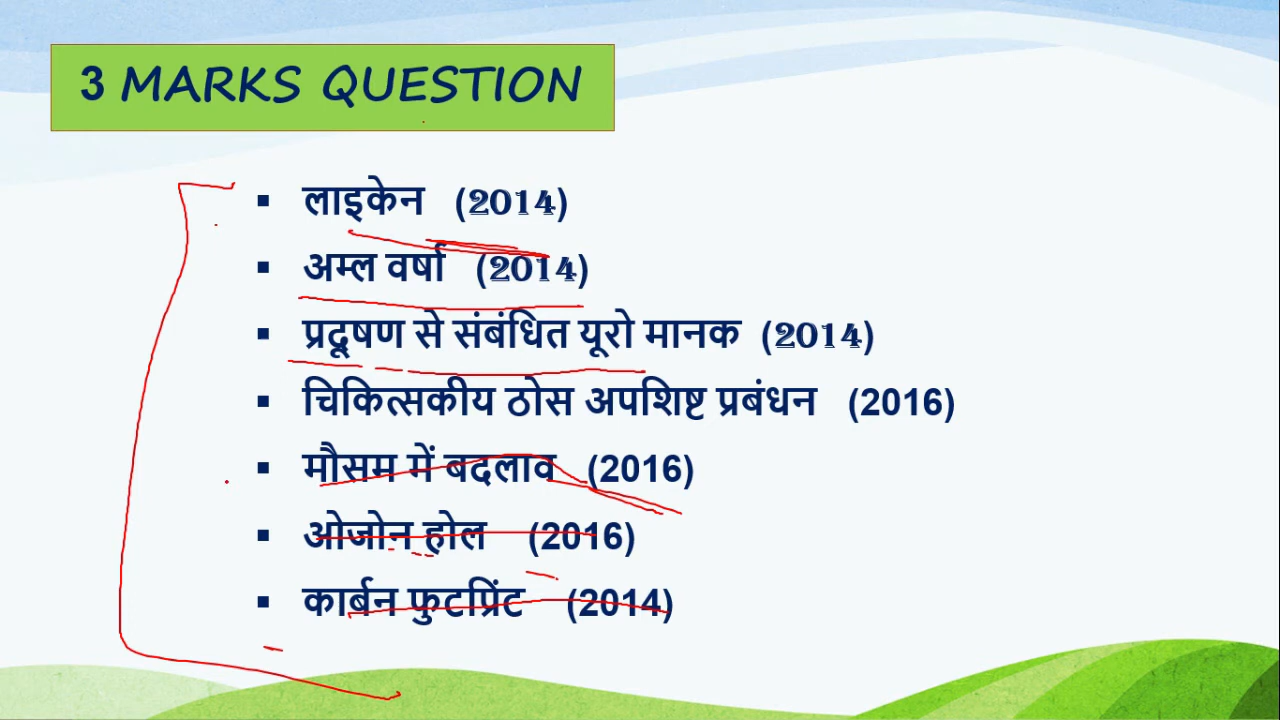 3 MARKS QUESTION
▪ लाइकेन (2014)
▪ अम्ल वर्षा (2014)
▪ प्रदूषण से संबंधित यूरो मानक (2014)
▪ चिकित्सकीय ठोस अपशिष्ट प्रबंधन (2016)
▪ मौसम में बदलाव (2016)
▪ ओजोन होल (2016)
▪ कार्बन फुटप्रिंट (2014)